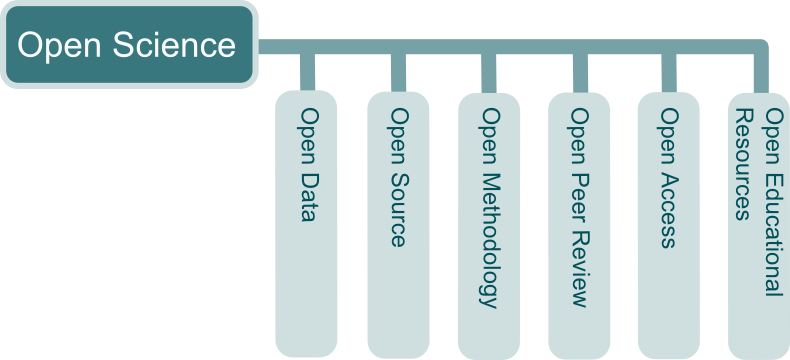 Open Science
Open Data
Open Source
Open Methodology
Open Peer Review
Open Access
Open Educational
Resources